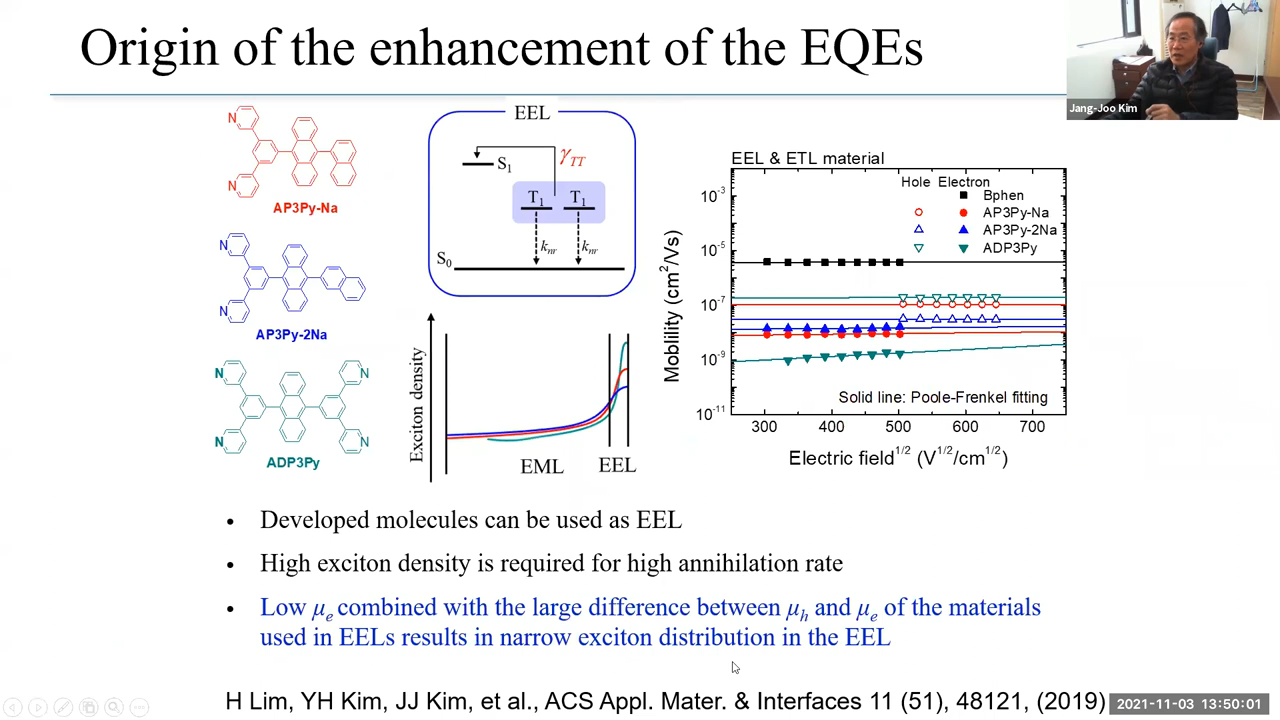 Origin of the enhancement of the EQEs
Jang-Joo Kim
N
N
AP3Py-Na
N
N
AP3Py-2Na
N
N
N
N
ADP3Py
EEL
S1
γTT
T1 T1
knr knr
S0
Exciton density
EML EEL
EEL & ETL material
Hole Electron
Bphen
AP3Py-Na
AP3Py-2Na
ADP3Py
Moblility (cm2/Vs)
10-3
10-5
10-7
10-9
10-11
Solid line: Poole-Frenkel fitting
300 400 500 600 700
Electric field1/2 (V1/2/cm1/2)
• Developed molecules can be used as EEL
• High exciton density is required for high annihilation rate
• Low μe combined with the large difference between μh and μe of the materials
used in EELs results in narrow exciton distribution in the EEL
H Lim, YH Kim, JJ Kim, et al., ACS Appl. Mater. & Interfaces 11 (51), 48121, (2019)
2021-11-03 13:50:01